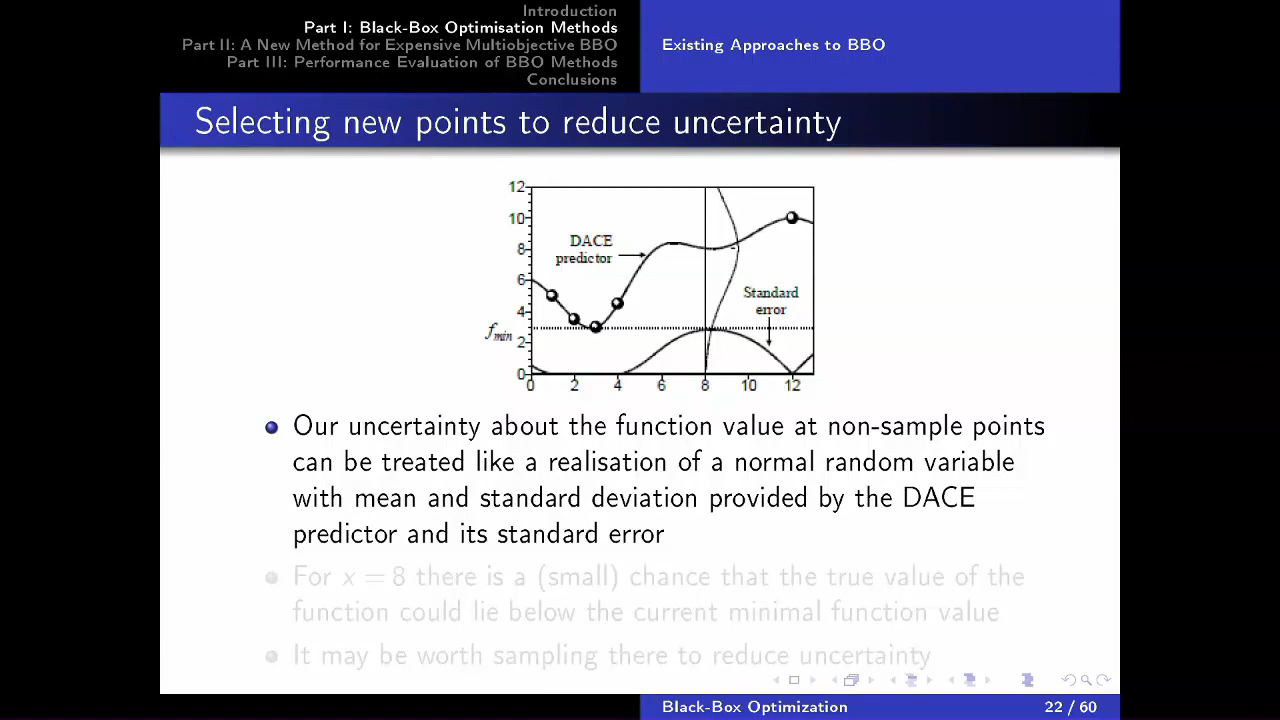 Introduction
Part I: Black-Box Optimisation Methods
Part II: A New Method for Expensive Multiobjective BBO
Part III: Performance Evaluation of BBO Methods
Conclusions
Existing Approaches to BBO
Selecting new points to reduce uncertainty
12
10
8
6
4
2
0
f min
DACE
predictor
Standard
error
0 2 4 6 8 10 12
Our uncertainty about the function value at non-sample points
can be treated like a realisation of a normal random variable
with mean and standard deviation provided by the DACE
predictor and its standard error
For x = 8 there is a (small) chance that the true value of the
function could lie below the current minimal function value
It may be worth sampling there to reduce uncertainty
Black-Box Optimization
22 / 60